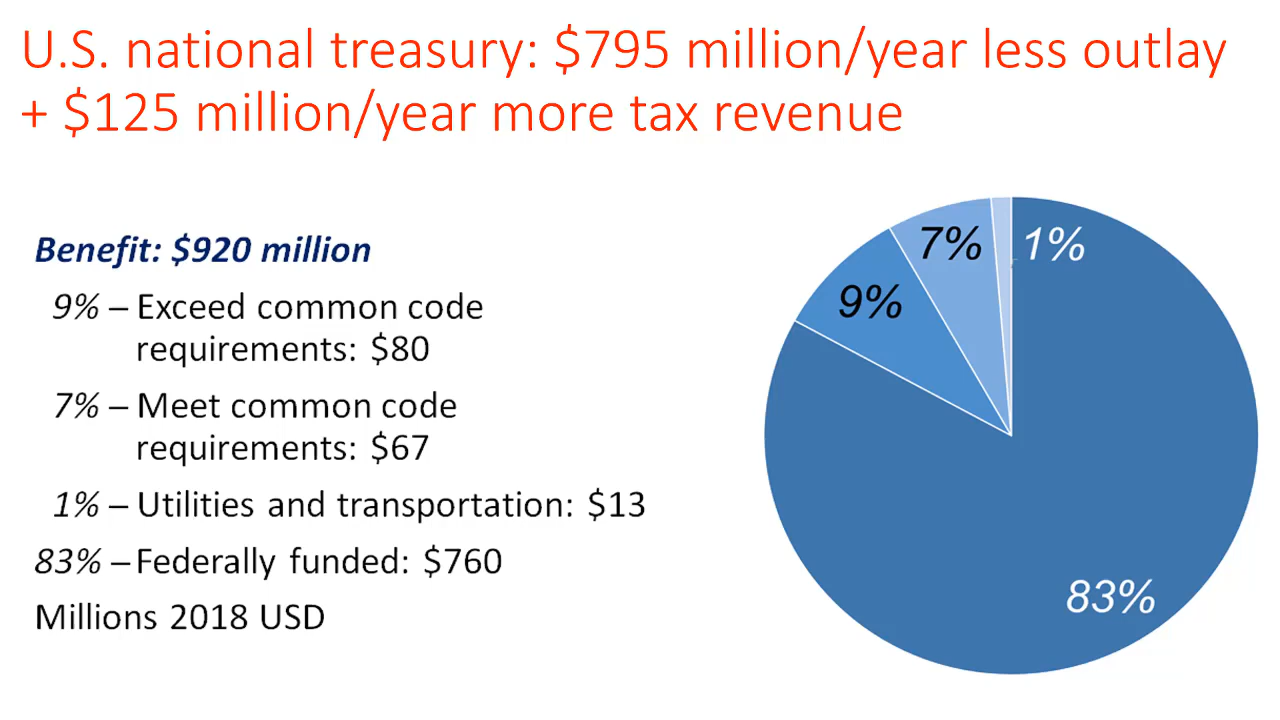 U.S. national treasury: $795 million/year less outlay
+ $125 million/year more tax revenue
Benefit: $920 million
9% – Exceed common code
requirements: $80
7% – Meet common code
requirements: $67
1% – Utilities and transportation: $13
83% – Federally funded: $760
Millions 2018 USD
7%
1%
9%
83%